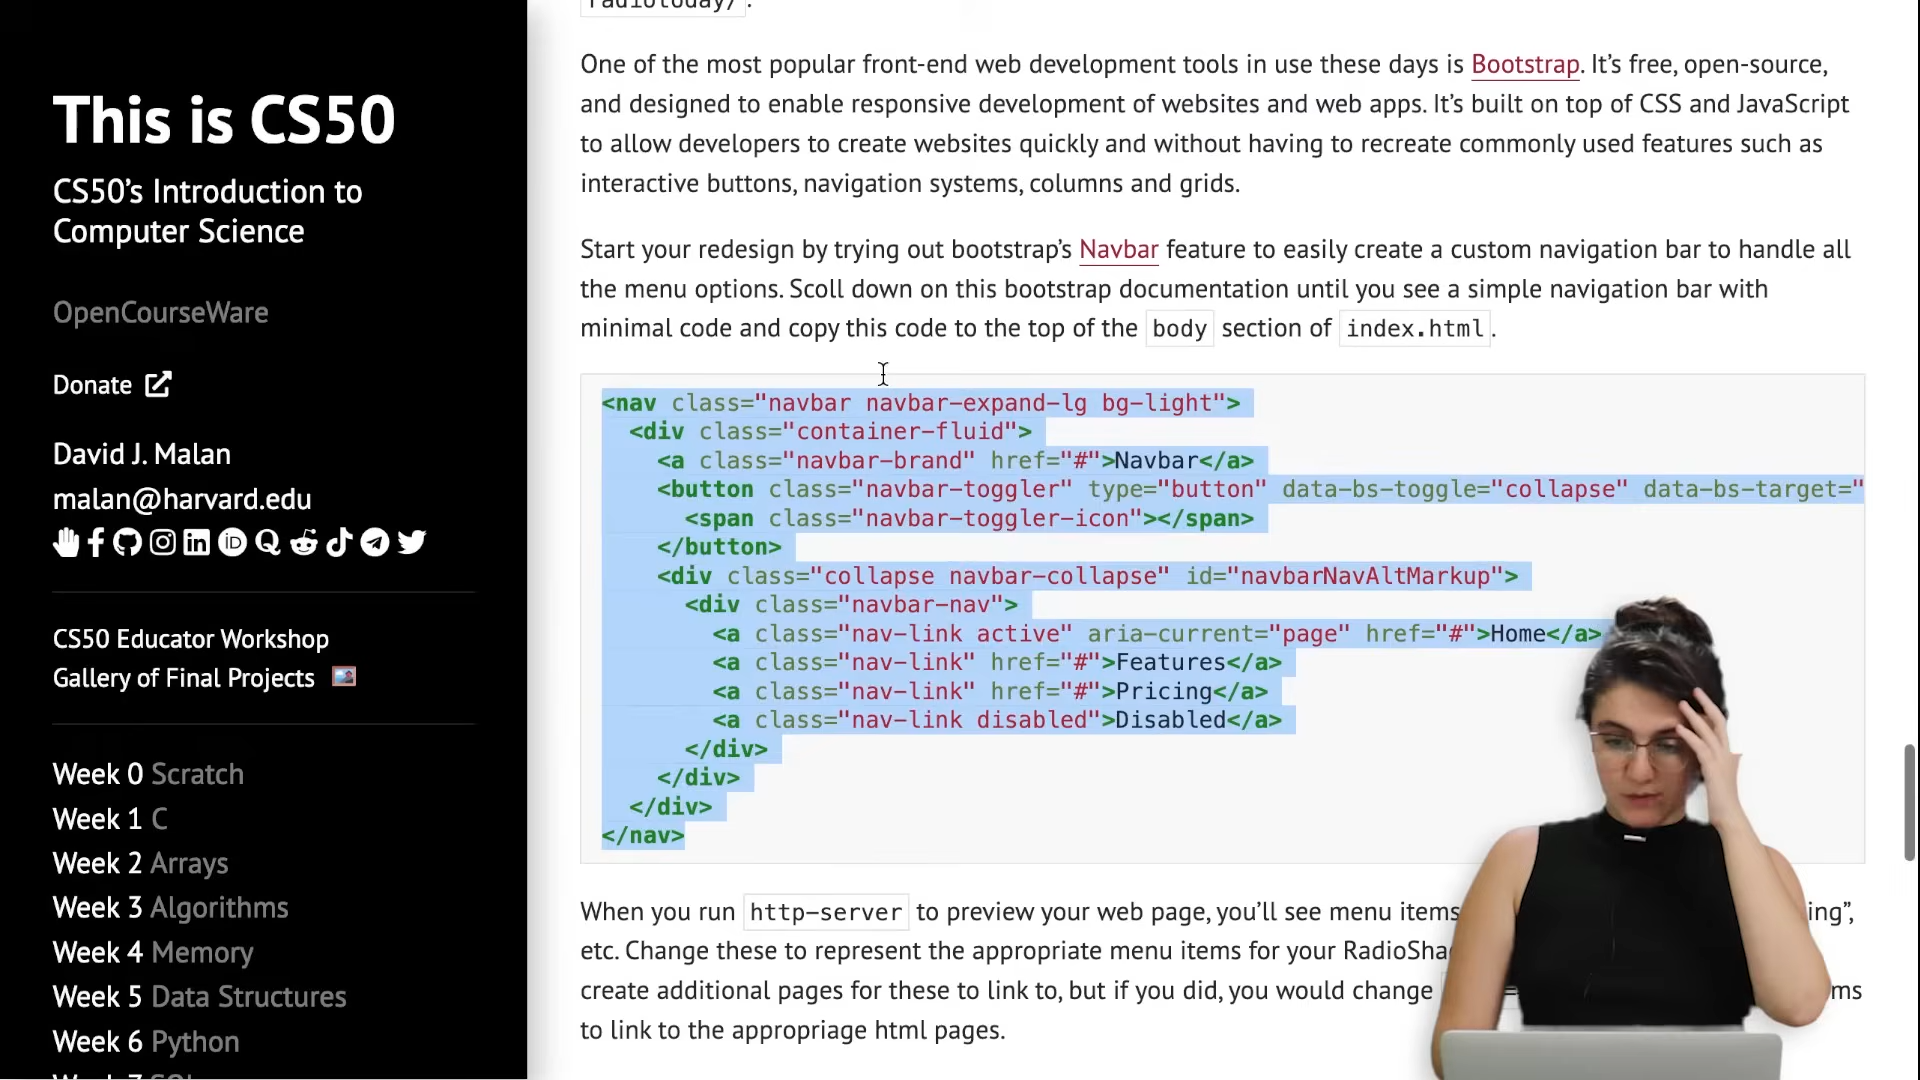 This is CS50
CS50’s Introduction to
Computer Science
OpenCourseWare
Donate
David J. Malan
malan@harvard.edu
CS50 Educator Workshop
Gallery of Final Projects
Week 0 Scratch
Week 1 C
Week 2 Arrays
Week 3 Algorithms
Week 4 Memory
Week 5 Data Structures
Week 6 Python
radiotoday/ .
One of the most popular front-end web development tools in use these days is Bootstrap. It’s free, open-source,
and designed to enable responsive development of websites and web apps. It’s built on top of CSS and JavaScript
to allow developers to create websites quickly and without having to recreate commonly used features such as
interactive buttons, navigation systems, columns and grids.
Start your redesign by trying out bootstrap’s Navbar feature to easily create a custom navigation bar to handle all
the menu options. Scoll down on this bootstrap documentation until you see a simple navigation bar with
minimal code and copy this code to the top of the body section of index.html.
<nav class="navbar navbar-expand-lg bg-light">
<div class="container-fluid">
<a class="navbar-brand" href="#">Navbar</a>
<button class="navbar-toggler" type="button" data-bs-toggle="collapse" data-bs-target="
<span class="navbar-toggler-icon"></span>
</button>
<div class="collapse navbar-collapse" id="navbarNavAltMarkup">
<div class="navbar-nav">
<a class="nav-link active" aria-current="page" href="#">Home</a>
<a class="nav-link" href="#">Features</a>
<a class="nav-link" href="#">Pricing</a>
<a class="nav-link disabled">Disabled</a>
</div>
</div>
</div>
</nav>
When you run http-server to preview your web page, you’ll see menu items ing”,
etc. Change these to represent the appropriate menu items for your RadioSha
create additional pages for these to link to, but if you did, you would change ms
to link to the appropriage html pages.